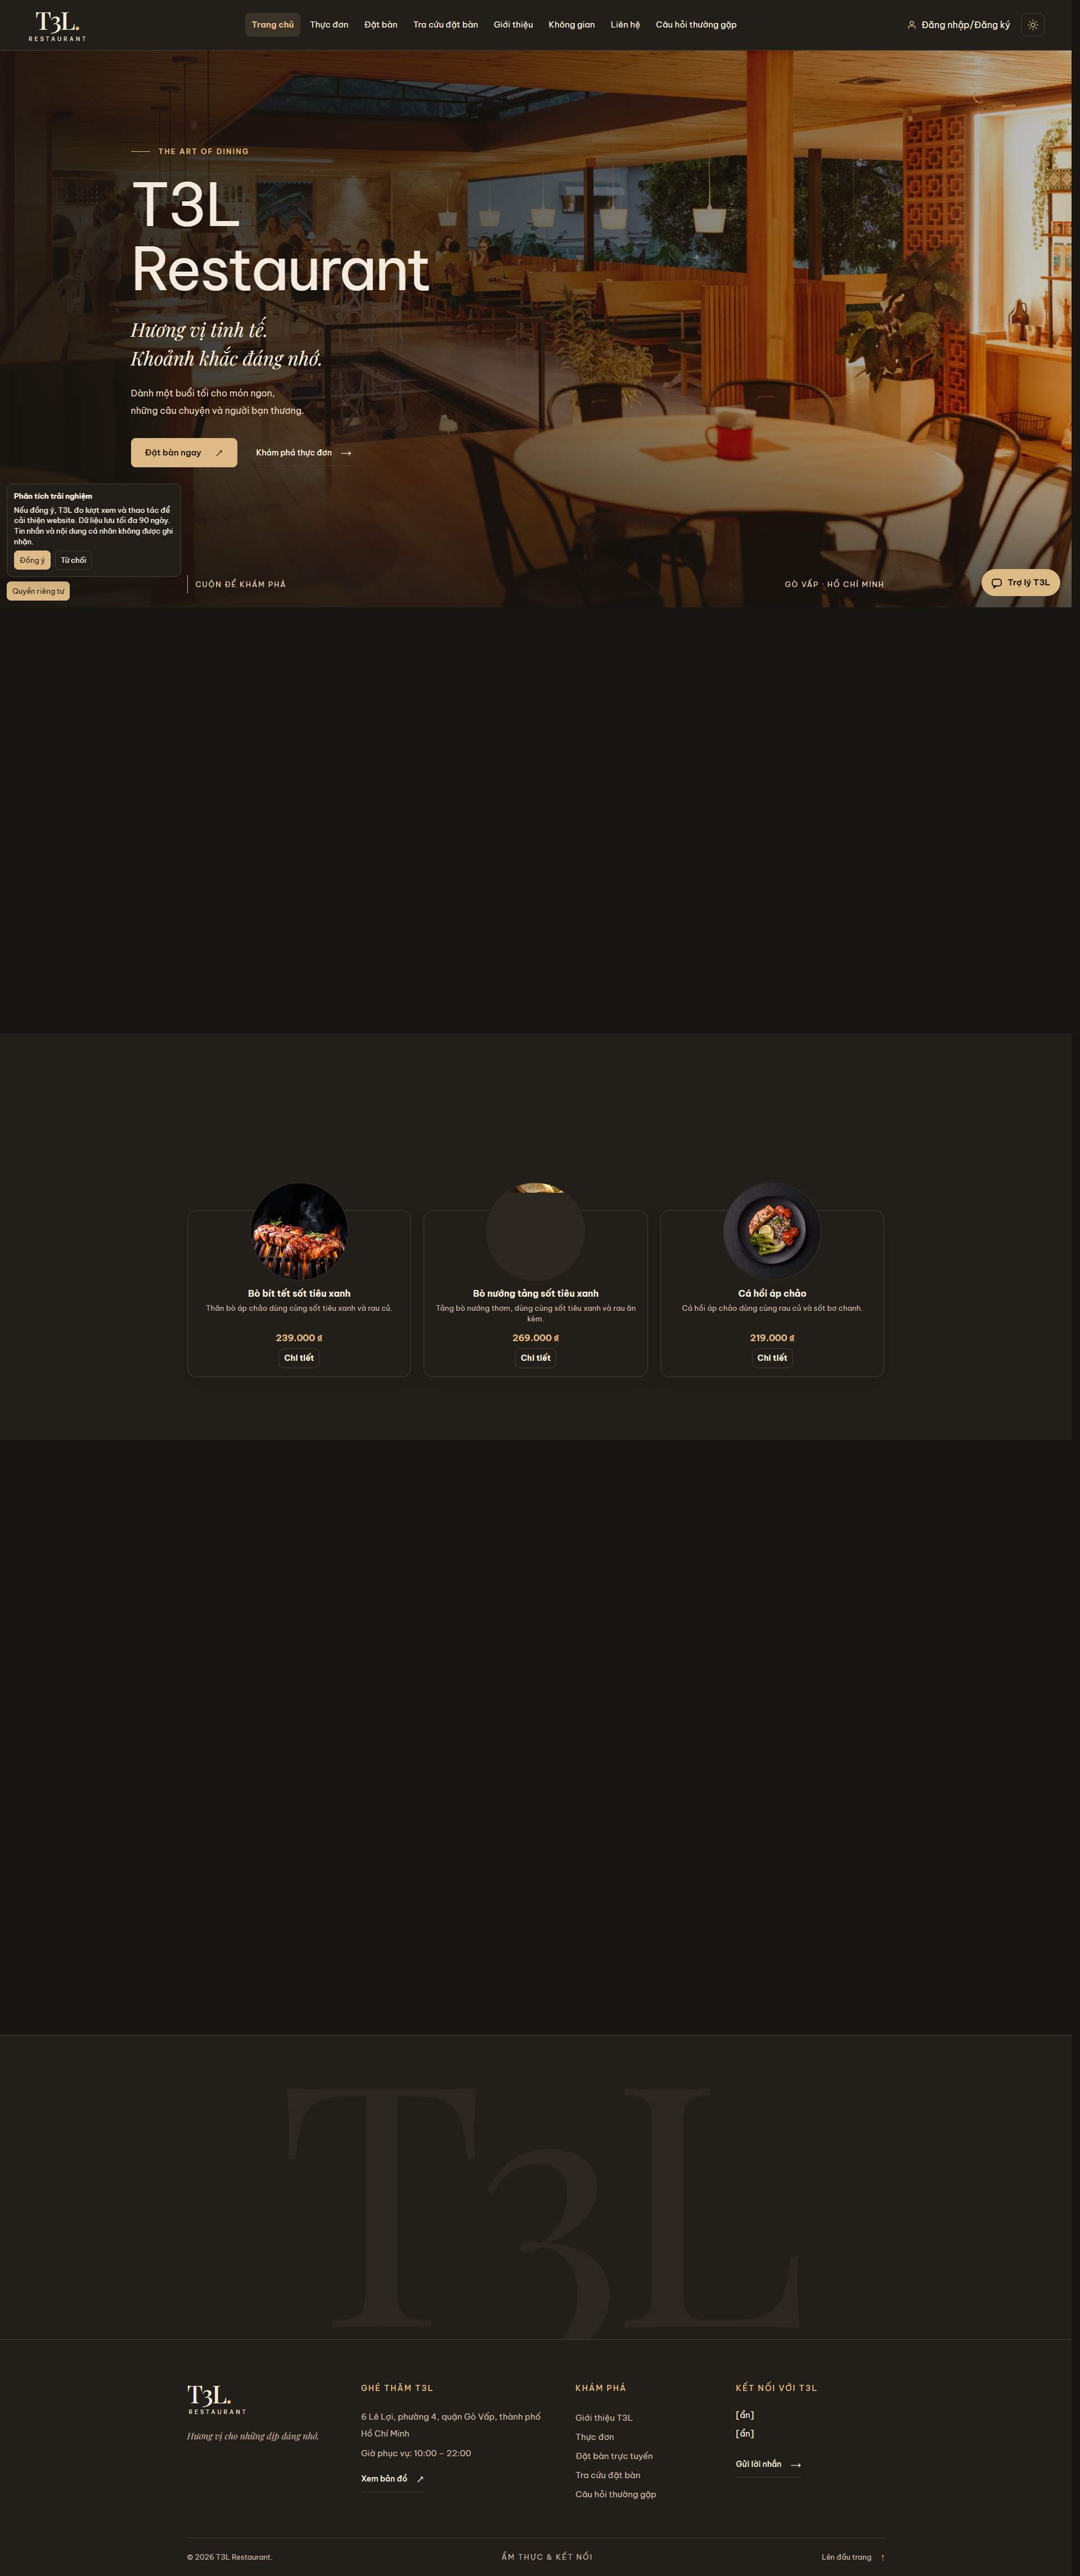 T3L.
RESTAURANT
Trang chủ
Thực đơn
Đặt bàn
Tra cứu đặt bàn
Giới thiệu
Không gian
Liên hệ
Câu hỏi thường gặp
Đăng nhập/Đăng ký
THE ART OF DINING
T3L
Restaurant
Hương vị tinh tế.
Khoảnh khắc đáng nhớ.
Dành một buổi tối cho món ngon,
những câu chuyện và người bạn thương.
Đặt bàn ngay ↗
Khám phá thực đơn →
Phân tích trải nghiệm
Nếu đồng ý, T3L đo lượt xem và thao tác để
cải thiện website. Dữ liệu lưu tối đa 90 ngày.
Tin nhắn và nội dung cá nhân không được ghi
nhận.
Đồng ý
Từ chối
Quyền riêng tư
CUỘN ĐỂ KHÁM PHÁ
GÒ VẤP · HỒ CHÍ MINH
Trợ lý T3L
Bò bít tết sốt tiêu xanh
Thăn bò áp chảo dùng cùng sốt tiêu xanh và rau củ.
239.000 ₫
Chi tiết
Bò nướng tảng sốt tiêu xanh
Tảng bò nướng thơm, dùng cùng sốt tiêu xanh và rau ăn
kèm.
269.000 ₫
Chi tiết
Cá hồi áp chảo
Cá hồi áp chảo dùng cùng rau củ và sốt bơ chanh.
219.000 ₫
Chi tiết
T3L
T3L.
RESTAURANT
Hương vị cho những dịp đáng nhớ.
GHÉ THĂM T3L
6 Lê Lợi, phường 4, quận Gò Vấp, thành phố
Hồ Chí Minh
Giờ phục vụ: 10:00 – 22:00
Xem bản đồ ↗
KHÁM PHÁ
Giới thiệu T3L
Thực đơn
Đặt bàn trực tuyến
Tra cứu đặt bàn
Câu hỏi thường gặp
KẾT NỐI VỚI T3L
[ẩn]
[ẩn]
Gửi lời nhắn →
© 2026 T3L Restaurant.
ẨM THỰC & KẾT NỐI
Lên đầu trang ↑